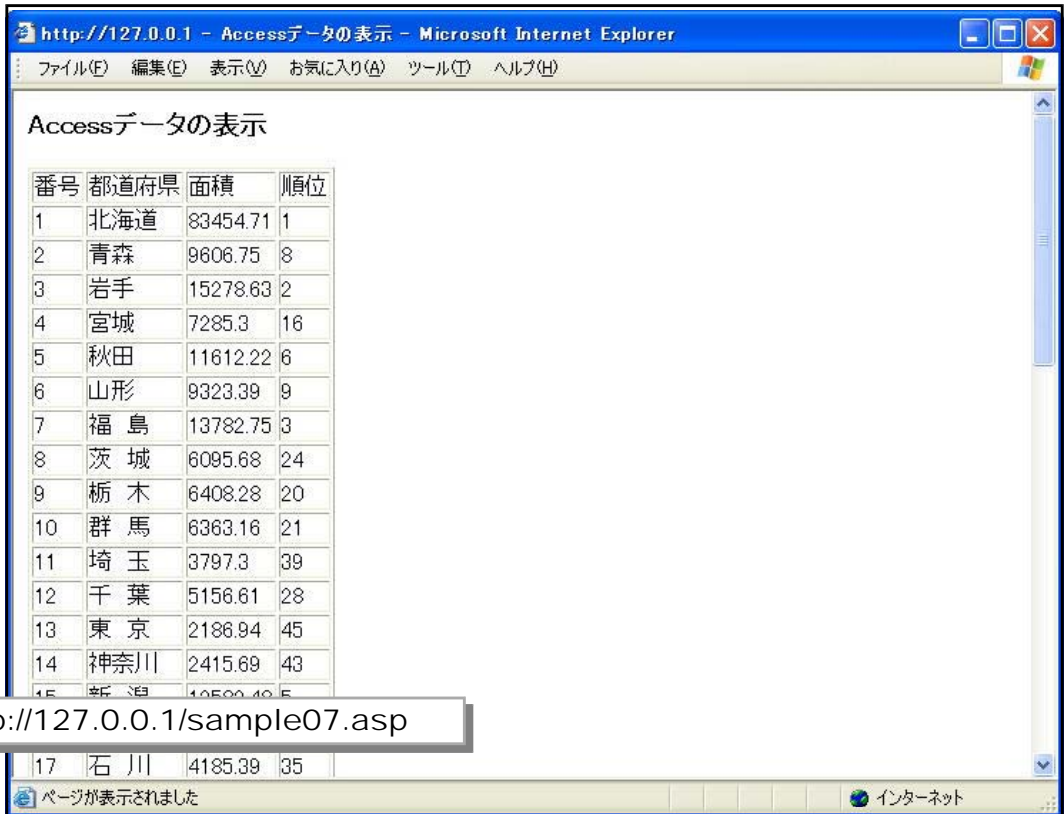 http://127.0.0.1 - Accessデータの表示 - Microsoft Internet Explorer
ファイル(F) 編集(E) 表示(V) お気に入り(A) ツール(T) ヘルプ(H)
Accessデータの表示
番号 都道府県 面積 順位
1 北海道 83454.71 1
2 青森 9606.75 8
3 岩手 15278.63 2
4 宮城 7285.3 16
5 秋田 11612.22 6
6 山形 9323.39 9
7 福 島 13782.75 3
8 茨 城 6095.68 24
9 栃 木 6408.28 20
10 群 馬 6363.16 21
11 埼 玉 3797.3 39
12 千 葉 5156.61 28
13 東 京 2186.94 45
14 神奈川 2415.69 43
15 新 潟 5
://127.0.0.1/sample07.asp
17 石 川 4185.39 35
ページが表示されました インターネット